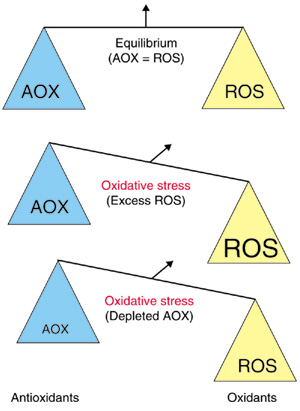 Equilibrium
(AOX = ROS)
AOX
ROS
Oxidative stress
(Excess ROS)
AOX
ROS
Oxidative stress
(Depleted AOX)
AOX
ROS
Antioxidants
Oxidants